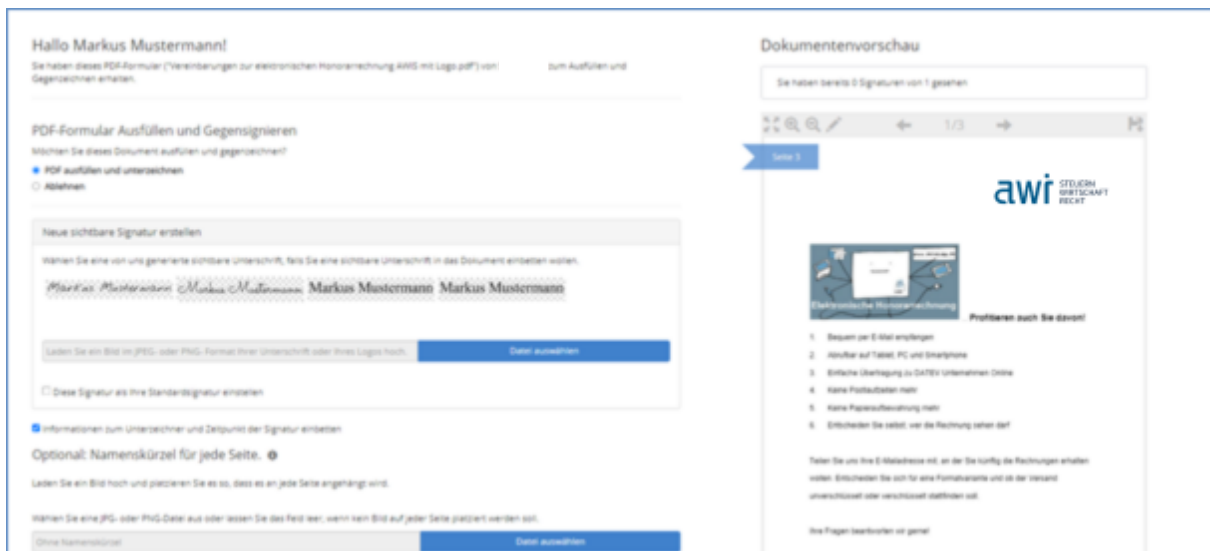 Hallo Markus Mustermann!
Sie haben dieses PDF-Formular ("Vereinbarungen zur elektronischen Honorarrechnung AWIS mit Logo.pdf") von zum Ausfüllen und
Gegenzeichnen erhalten.
PDF-Formular Ausfüllen und Gegensignieren
Möchten Sie dieses Dokument ausfüllen und gegenzeichnen?
PDF ausfüllen und unterzeichnen
Ablehnen
Neue sichtbare Signatur erstellen
Wählen Sie eine von uns generierte sichtbare Unterschrift, falls Sie eine sichtbare Unterschrift in das Dokument einbetten wollen.
Markus Mustermann Markus Mustermann Markus Mustermann Markus Mustermann
Laden Sie ein Bild im JPEG- oder PNG-Format Ihrer Unterschrift oder Ihres Logos hoch. Datei auswählen
Diese Signatur als Ihre Standardsignatur einstellen
Informationen zum Unterzeichner und Zeitpunkt der Signatur einbetten
Optional: Namenskürzel für jede Seite.
Laden Sie ein Bild hoch und platzieren Sie es so, dass es an jede Seite angehängt wird.
Wählen Sie eine JPG- oder PNG-Datei aus oder lassen Sie das Feld leer, wenn kein Bild auf jeder Seite platziert werden soll.
Ohne Namenskürzel Datei auswählen
Dokumentenvorschau
Sie haben bereits 0 Signaturen von 1 gesehen
1/3
Seite 3
awi STEUERN
WIRTSCHAFT
RECHT
Elektronische Honorarrechnung
Profitieren auch Sie davon!
1. Bequem per E-Mail empfangen
2. Abrufbar auf Tablet, PC und Smartphone
3. Einfache Übertragung zu DATEV Unternehmen Online
4. Keine Postlaufzeiten mehr
5. Keine Papieraufbewahrung mehr
6. Entscheiden Sie selbst, wer die Rechnung sehen darf
Teilen Sie uns Ihre E-Mailadresse mit, an der Sie künftig die Rechnungen erhalten
wollen. Entscheiden Sie sich für eine Formatvariante und ob der Versand
unverschlüsselt oder verschlüsselt stattfinden soll.
Ihre Fragen beantworten wir gerne!